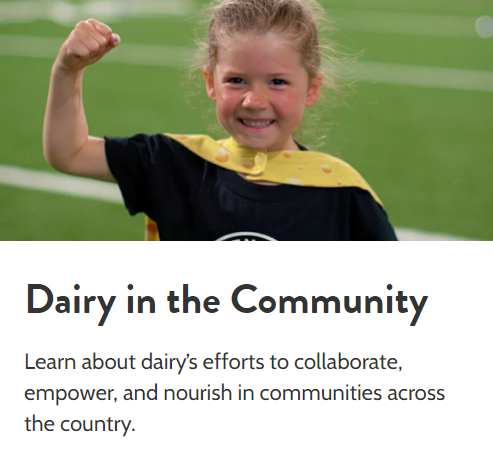 Dairy in the Community
Learn about dairy's efforts to collaborate,
empower, and nourish in communities across
the country.